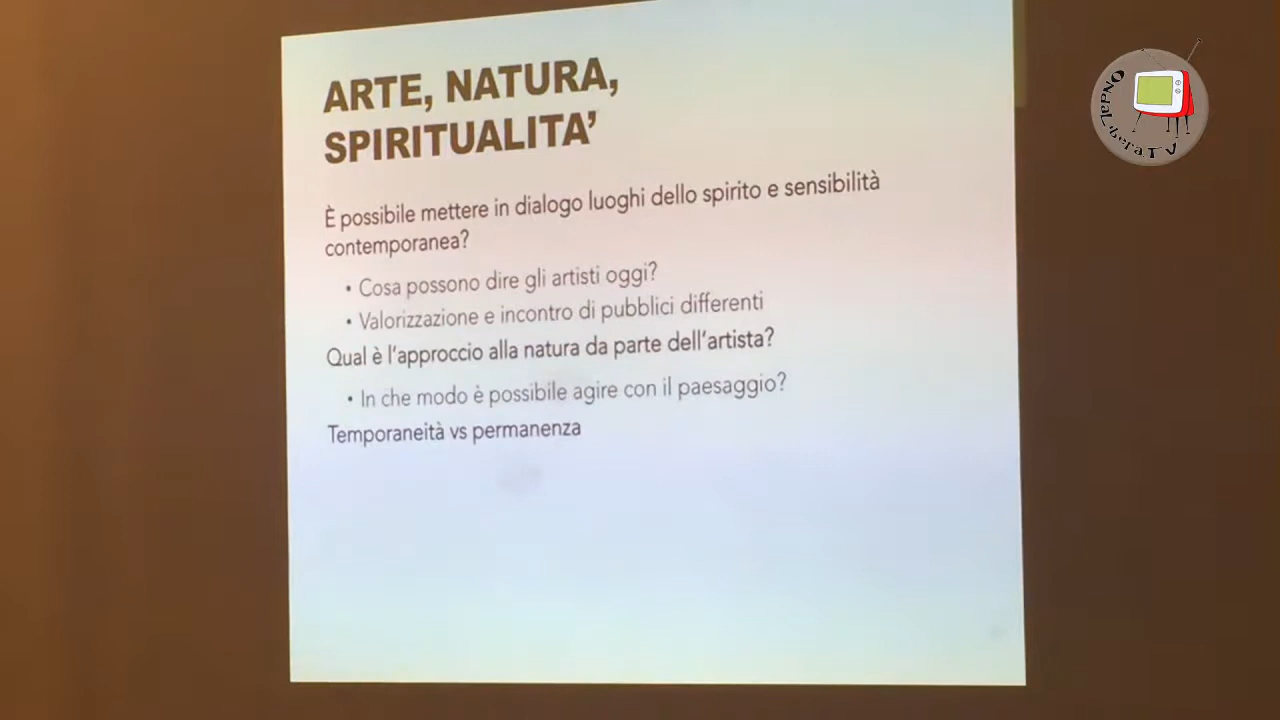 ARTE, NATURA,
SPIRITUALITA'
È possibile mettere in dialogo luoghi dello spirito e sensibilità
contemporanea?
• Cosa possono dire gli artisti oggi?
• Valorizzazione e incontro di pubblici differenti
Qual è l'approccio alla natura da parte dell'artista?
• In che modo è possibile agire con il paesaggio?
Temporaneità vs permanenza
OndaLiberaTV